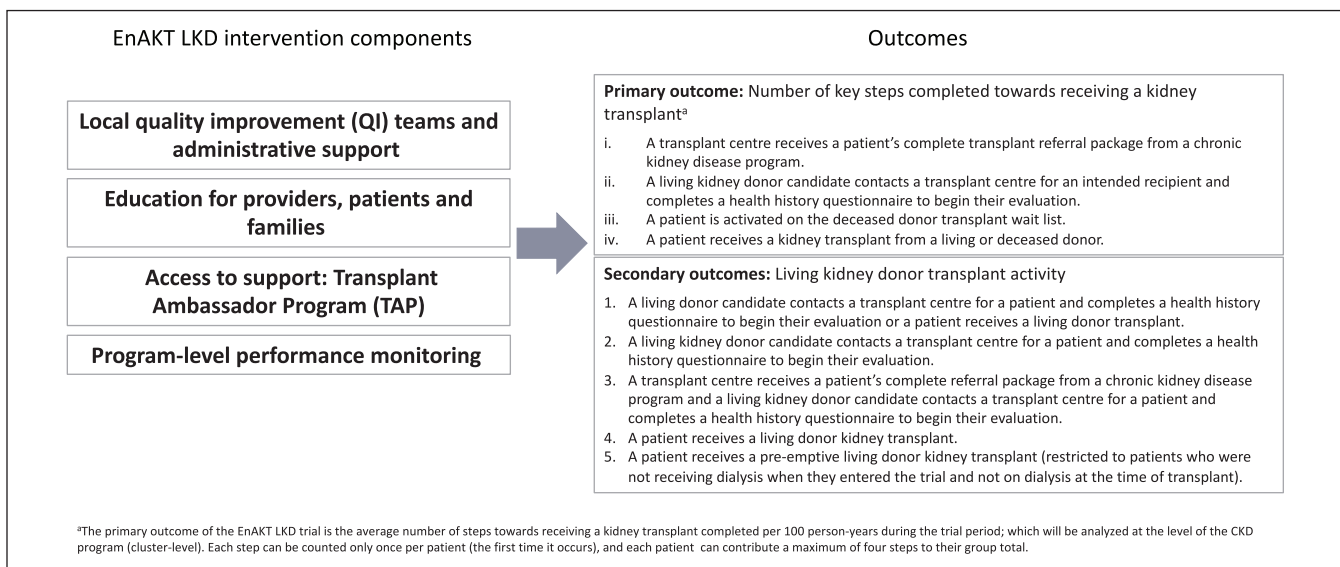 EnAKT LKD intervention components
Local quality improvement (QI) teams and
administrative support
Education for providers, patients and
families
Access to support: Transplant
Ambassador Program (TAP)
Program-level performance monitoring
Outcomes
Primary outcome: Number of key steps completed towards receiving a kidney
transplantᵃ
i. A transplant centre receives a patient’s complete transplant referral package from a chronic
kidney disease program.
ii. A living kidney donor candidate contacts a transplant centre for an intended recipient and
completes a health history questionnaire to begin their evaluation.
iii. A patient is activated on the deceased donor transplant wait list.
iv. A patient receives a kidney transplant from a living or deceased donor.
Secondary outcomes: Living kidney donor transplant activity
1. A living donor candidate contacts a transplant centre for a patient and completes a health history
questionnaire to begin their evaluation or a patient receives a living donor transplant.
2. A living kidney donor candidate contacts a transplant centre for a patient and completes a health
history questionnaire to begin their evaluation.
3. A transplant centre receives a patient’s complete referral package from a chronic kidney disease
program and a living kidney donor candidate contacts a transplant centre for a patient and
completes a health history questionnaire to begin their evaluation.
4. A patient receives a living donor kidney transplant.
5. A patient receives a pre-emptive living donor kidney transplant (restricted to patients who were
not receiving dialysis when they entered the trial and not on dialysis at the time of transplant).
ᵃThe primary outcome of the EnAKT LKD trial is the average number of steps towards receiving a kidney transplant completed per 100 person-years during the trial period; which will be analyzed at the level of the CKD
program (cluster-level). Each step can be counted only once per patient (the first time it occurs), and each patient can contribute a maximum of four steps to their group total.